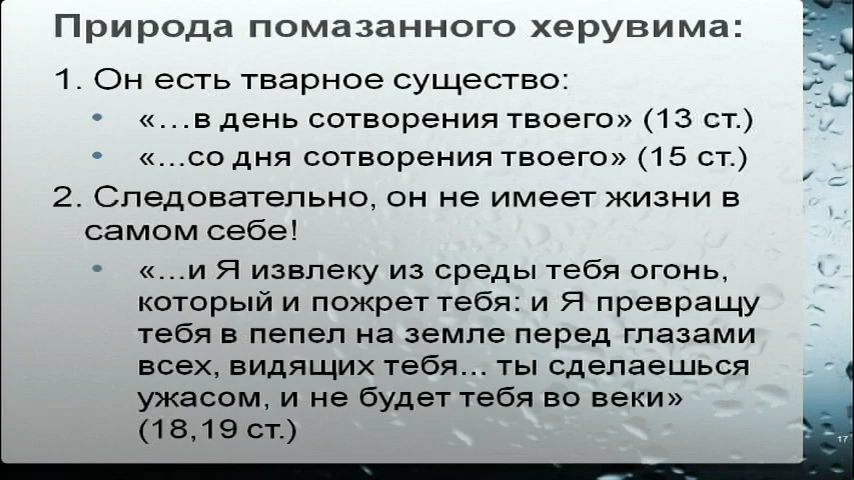 Природа помазанного херувима:
1. Он есть тварное существо:
• «…в день сотворения твоего» (13 ст.)
• «...со дня сотворения твоего» (15 ст.)
2. Следовательно, он не имеет жизни в
самом себе!
• «...и Я извлеку из среды тебя огонь,
который и пожрет тебя: и Я превращу
тебя в пепел на земле перед глазами
всех, видящих тебя... ты сделаешься
ужасом, и не будет тебя во веки»
(18,19 ст.)
17